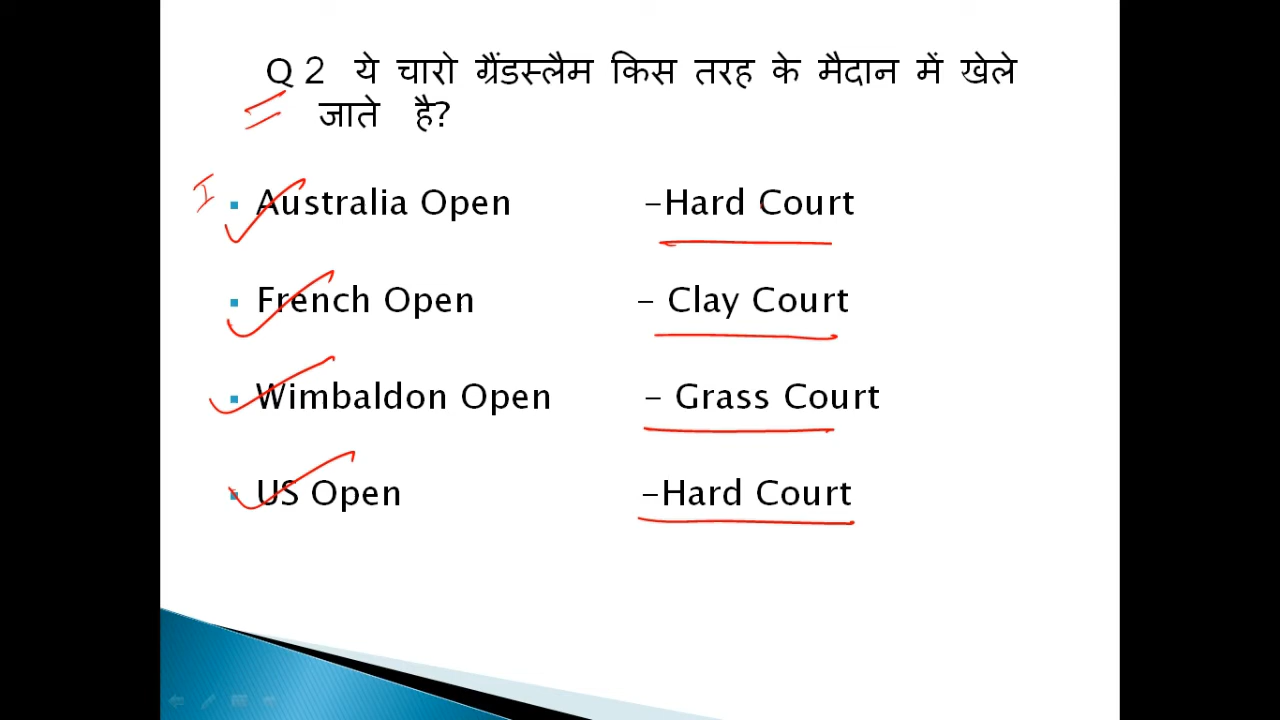 Q 2 ये चारो ग्रैंडस्लैम किस तरह के मैदान में खेले
जाते है?
I
▪ Australia Open -Hard Court
▪ French Open - Clay Court
▪ Wimbaldon Open - Grass Court
▪ US Open -Hard Court